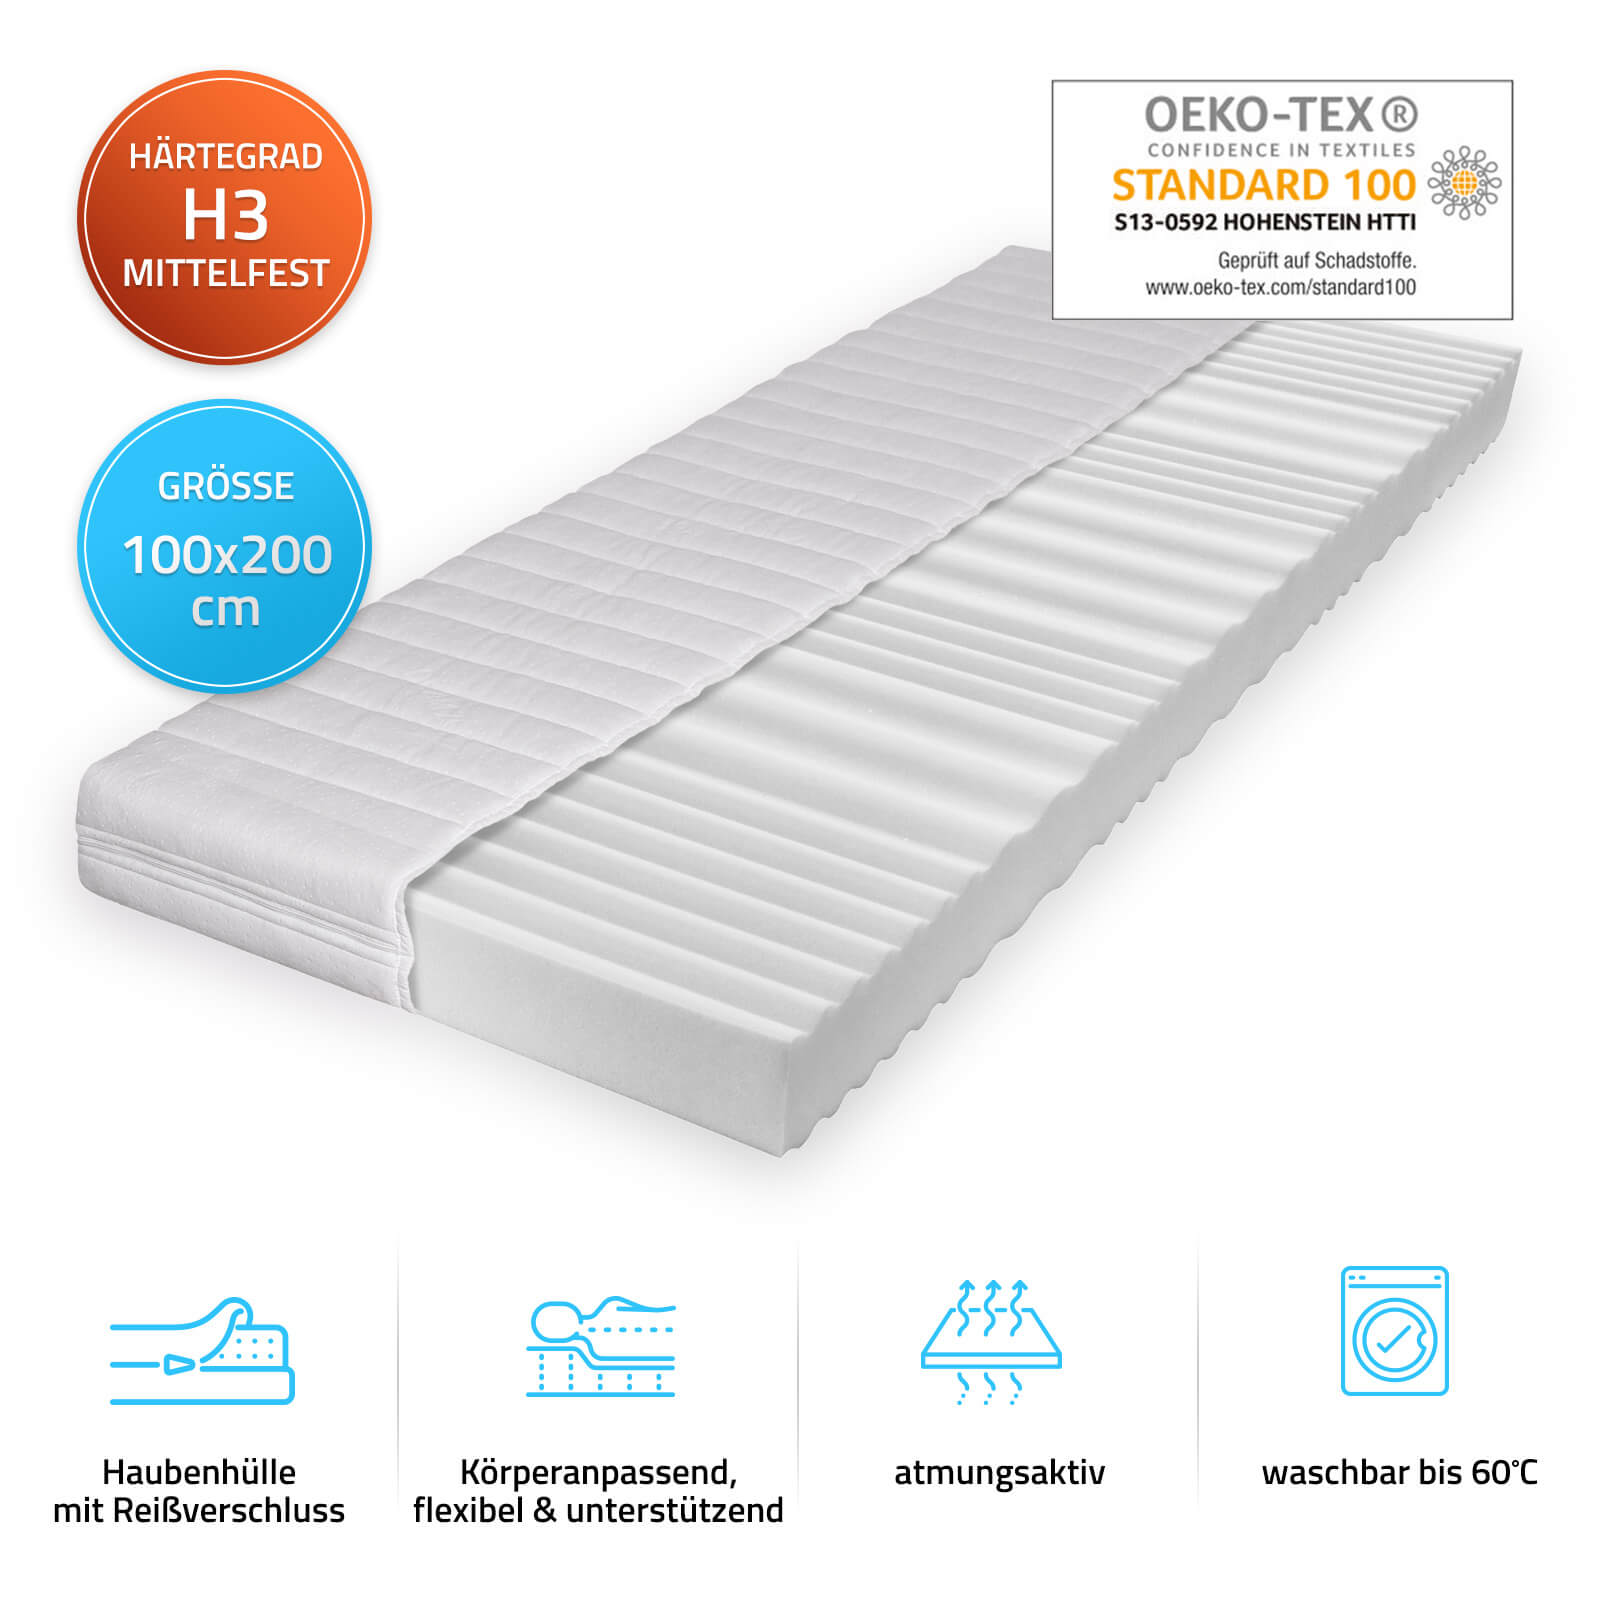 HÄRTEGRAD
H3
MITTELFEST
OEKO-TEX®
CONFIDENCE IN TEXTILES
STANDARD 100
S13-0592 HOHENSTEIN HTTI
Geprüft auf Schadstoffe.
www.oeko-tex.com/standard100
GRÖSSE
100x200
cm
Haubenhülle
mit Reißverschluss
Körperanpassend,
flexibel & unterstützend
atmungsaktiv
waschbar bis 60°C